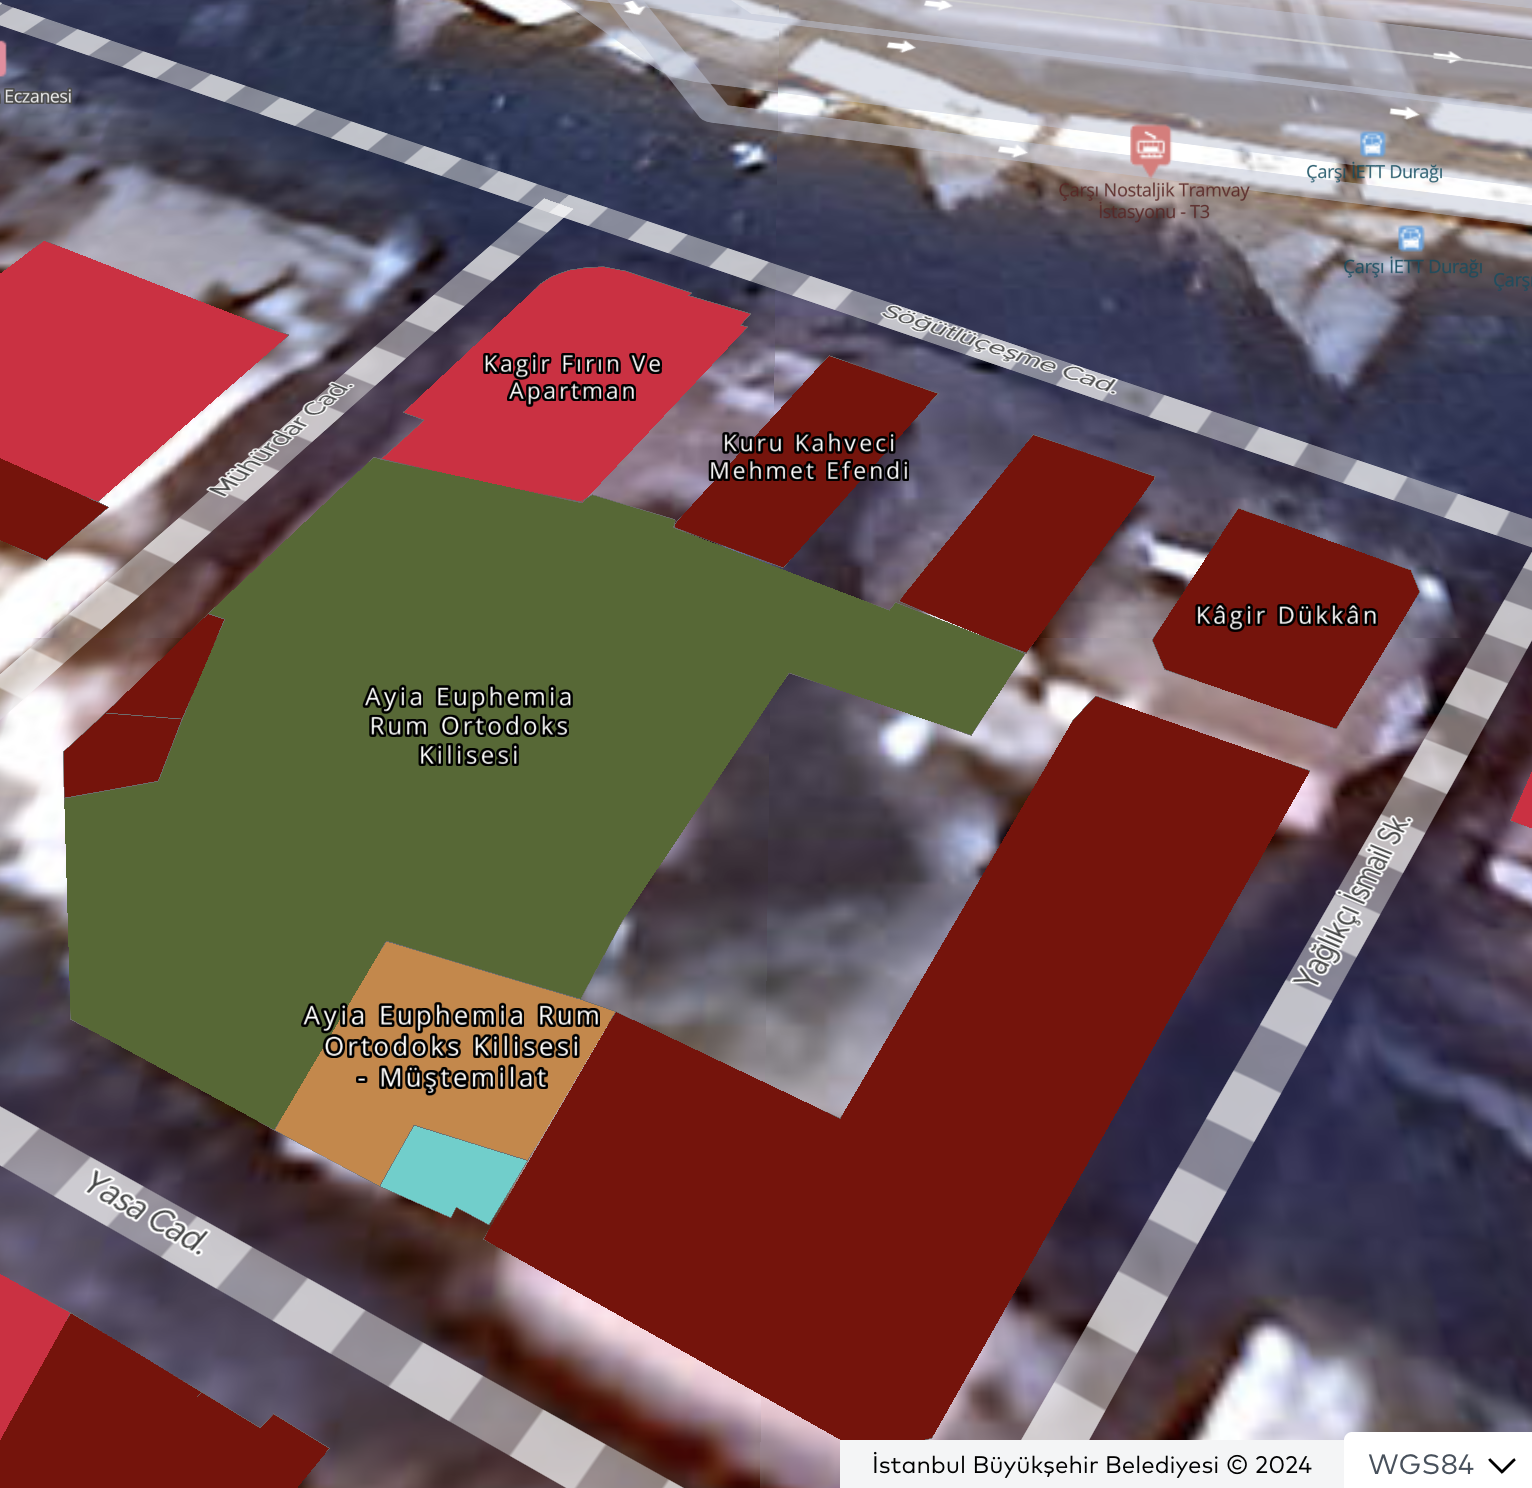 Eczanesi
Çarşı İETT Durağı
Çarşı Nostaljik Tramvay
İstasyonu - T3
Çarşı İETT Durağı
Söğütlüçeşme Cad.
Kagir Fırın Ve
Apartman
Mühürdar Cad.
Kuru Kahveci
Mehmet Efendi
Kâgir Dükkân
Ayia Euphemia
Rum Ortodoks
Kilisesi
Yağlıkçı İsmail Sk.
Ayia Euphemia Rum
Ortodoks Kilisesi
- Müştemilat
Yasa Cad.
İstanbul Büyükşehir Belediyesi © 2024
WGS84